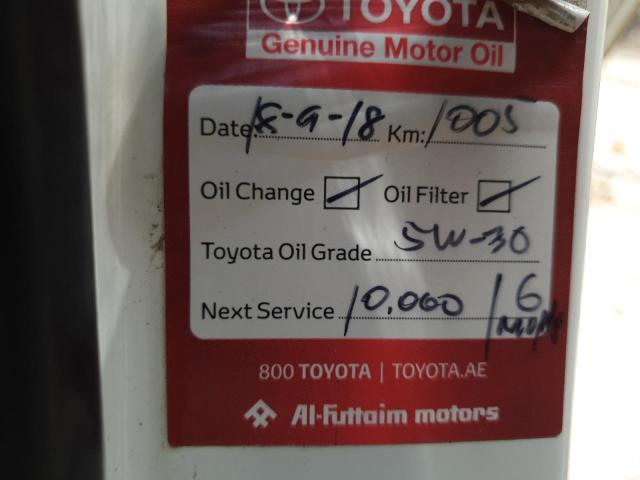 TOYOTA
Genuine Motor Oil
Date: 18-9-18 Km: 1005
Oil Change Oil Filter
Toyota Oil Grade 5W-30
Next Service 10,000 / 6
800 TOYOTA | TOYOTA.AE
Al-Futtaim motors